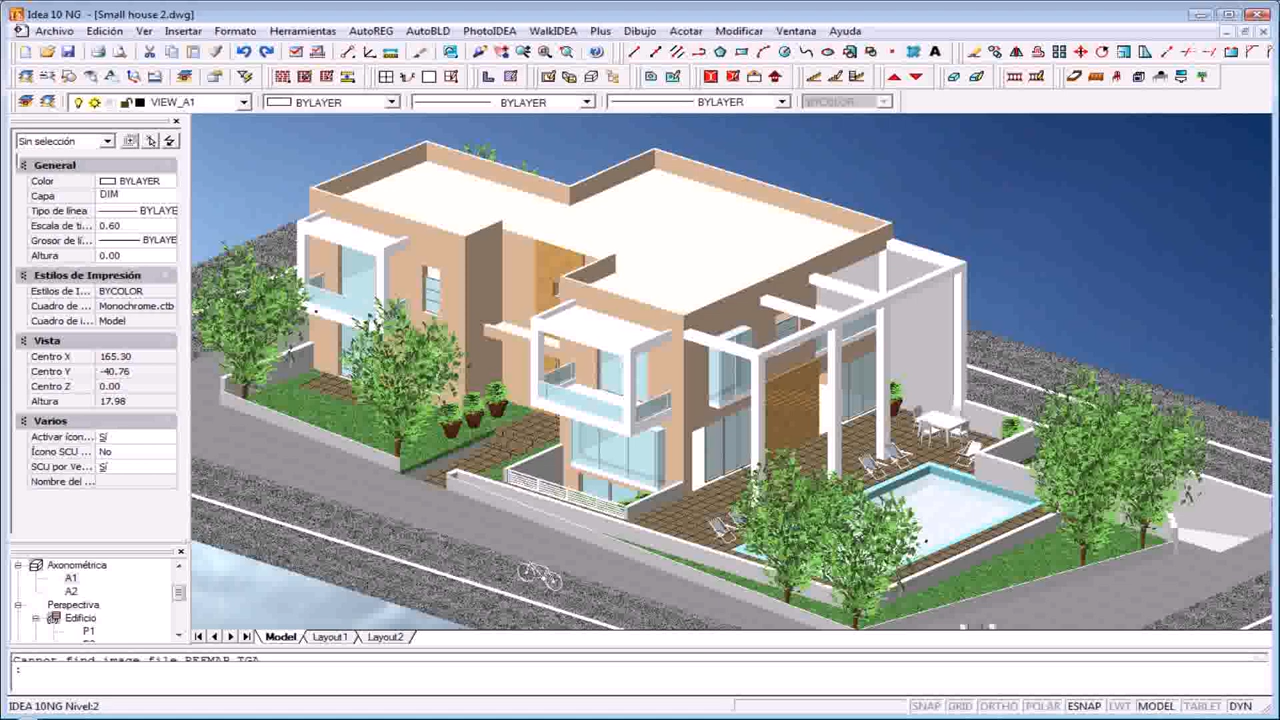 Idea 10 NG - [Small house 2.dwg]
Archivo Edición Ver Insertar Formato Herramientas AutoREG AutoBLD PhotoIDEA WalkIDEA Plus Dibujo Acotar Modificar Ventana Ayuda
VIEW_A1 BYLAYER BYLAYER BYLAYER BYCOLOR
Sin selección
General
Color BYLAYER
Capa DIM
Tipo de línea BYLAYE
Escala de ti... 0.60
Grosor de lí... BYLAYE
Altura 0.00
Estilos de Impresión
Estilos de I... BYCOLOR
Cuadro de ... Monochrome.ctb
Cuadro de i... Model
Vista
Centro X 165.30
Centro Y -40.76
Centro Z 0.00
Altura 17.98
Varios
Activar ícon... Sí
Ícono SCU ... No
SCU por Ve... Sí
Nombre del ...
Axonométrica
A1
A2
Perspectiva
Edificio
P1
Model Layout1 Layout2
Cannot find image file
:
IDEA 10NG Nivel:2 SNAP GRID ORTHO POLAR ESNAP LWT MODEL TABLET DYN